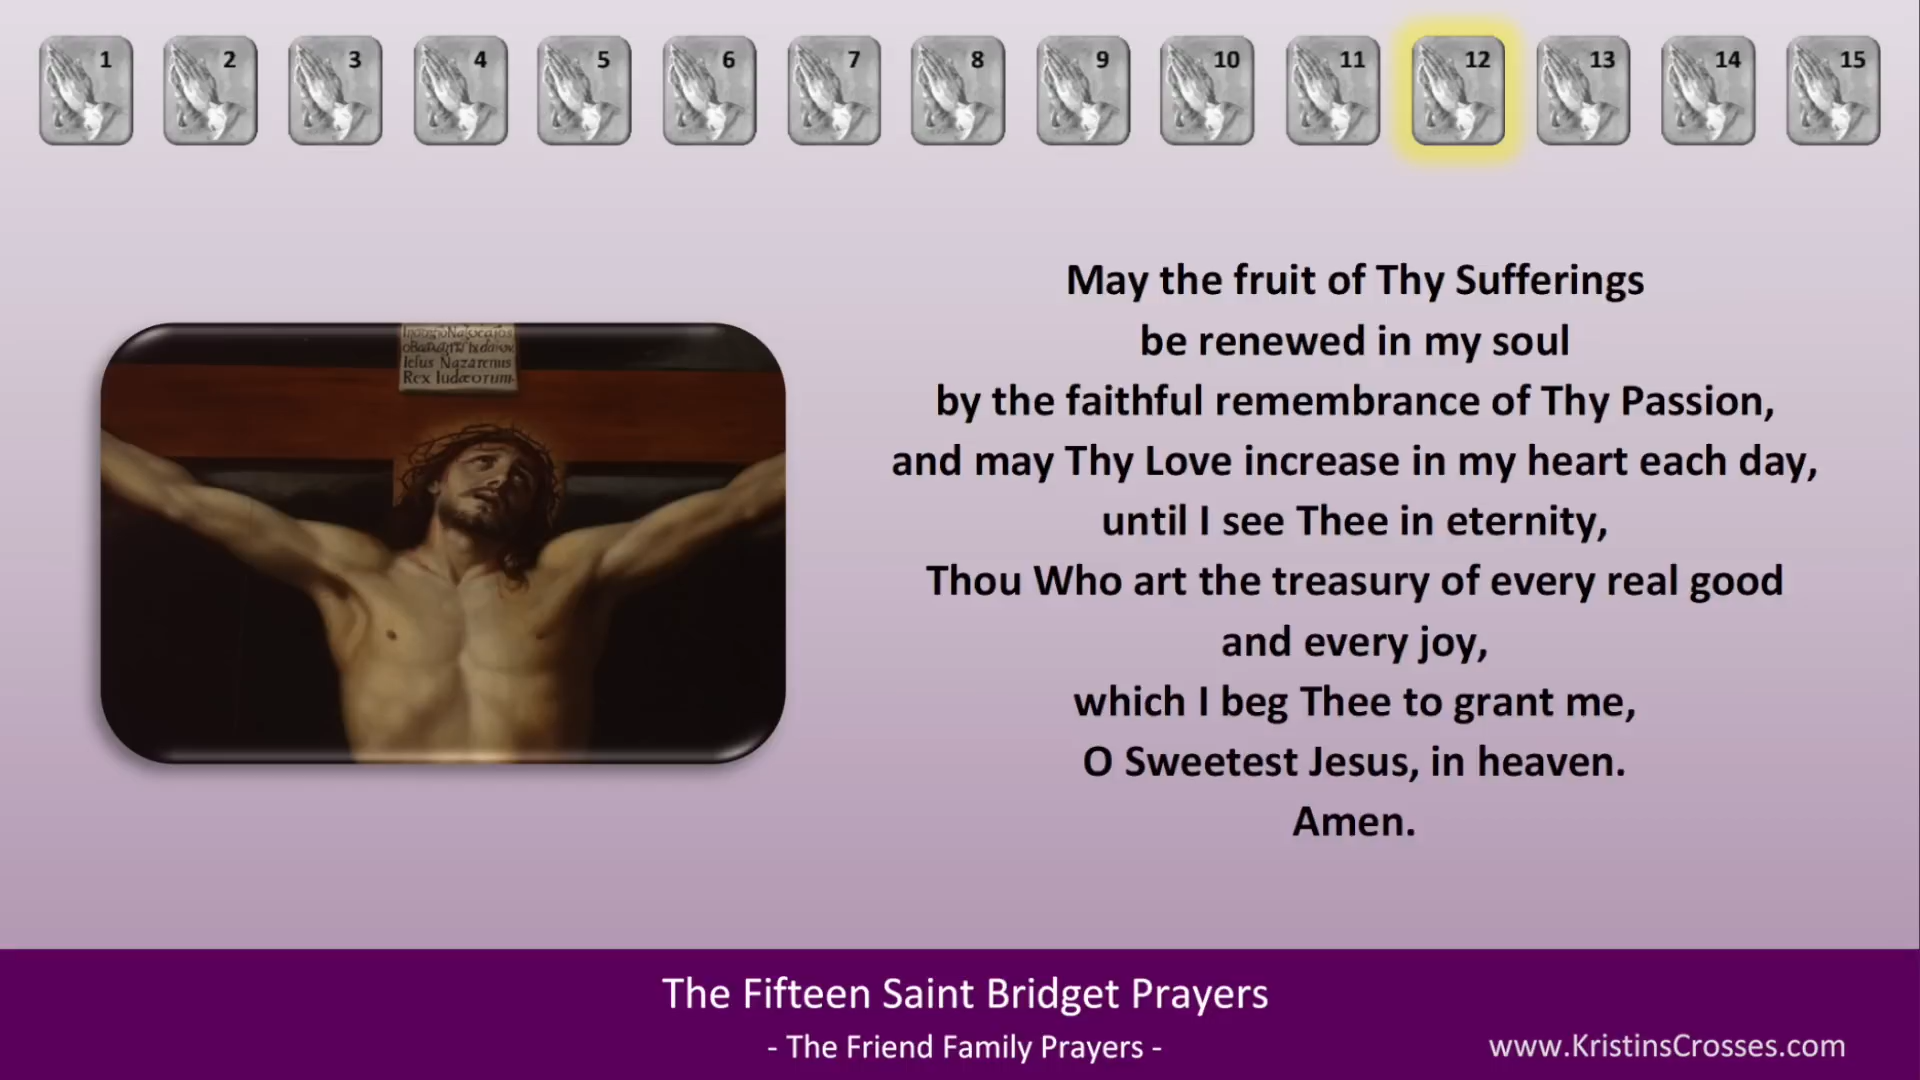 1 2 3 4 5 6 7 8 9 10 11 12 13 14 15
Iesus Nazarenus
Rex Iudæorum
May the fruit of Thy Sufferings
be renewed in my soul
by the faithful remembrance of Thy Passion,
and may Thy Love increase in my heart each day,
until I see Thee in eternity,
Thou Who art the treasury of every real good
and every joy,
which I beg Thee to grant me,
O Sweetest Jesus, in heaven.
Amen.
The Fifteen Saint Bridget Prayers
- The Friend Family Prayers -
www.KristinsCrosses.com